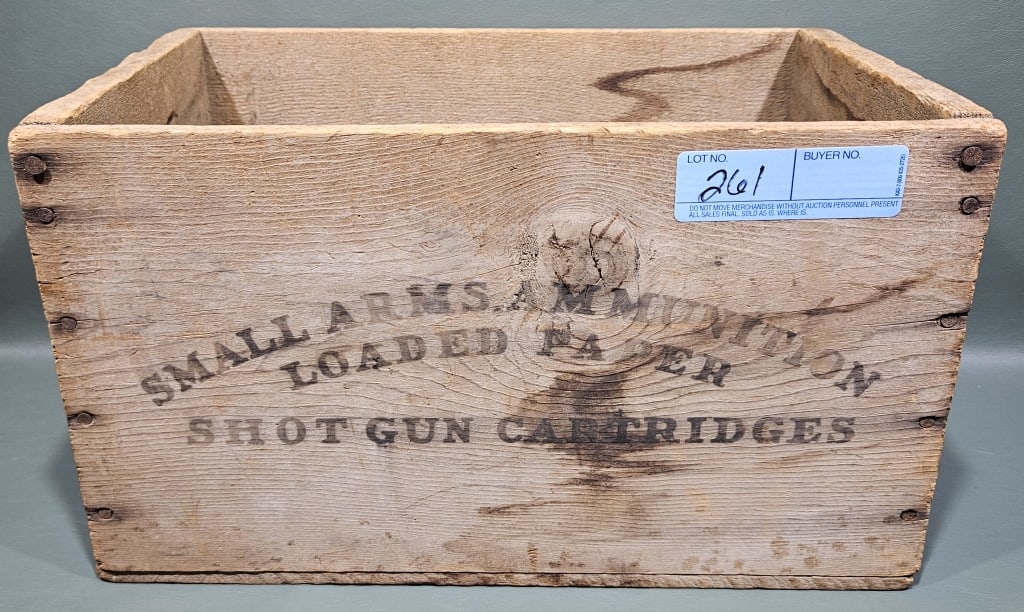 LOT NO. BUYER NO.
261
DO NOT MOVE MERCHANDISE WITHOUT AUCTION PERSONNEL PRESENT
ALL SALES FINAL. SOLD AS IS. WHERE IS.
SMALL ARMS AMMUNITION
LOADED PAPER
SHOT GUN CARTRIDGES